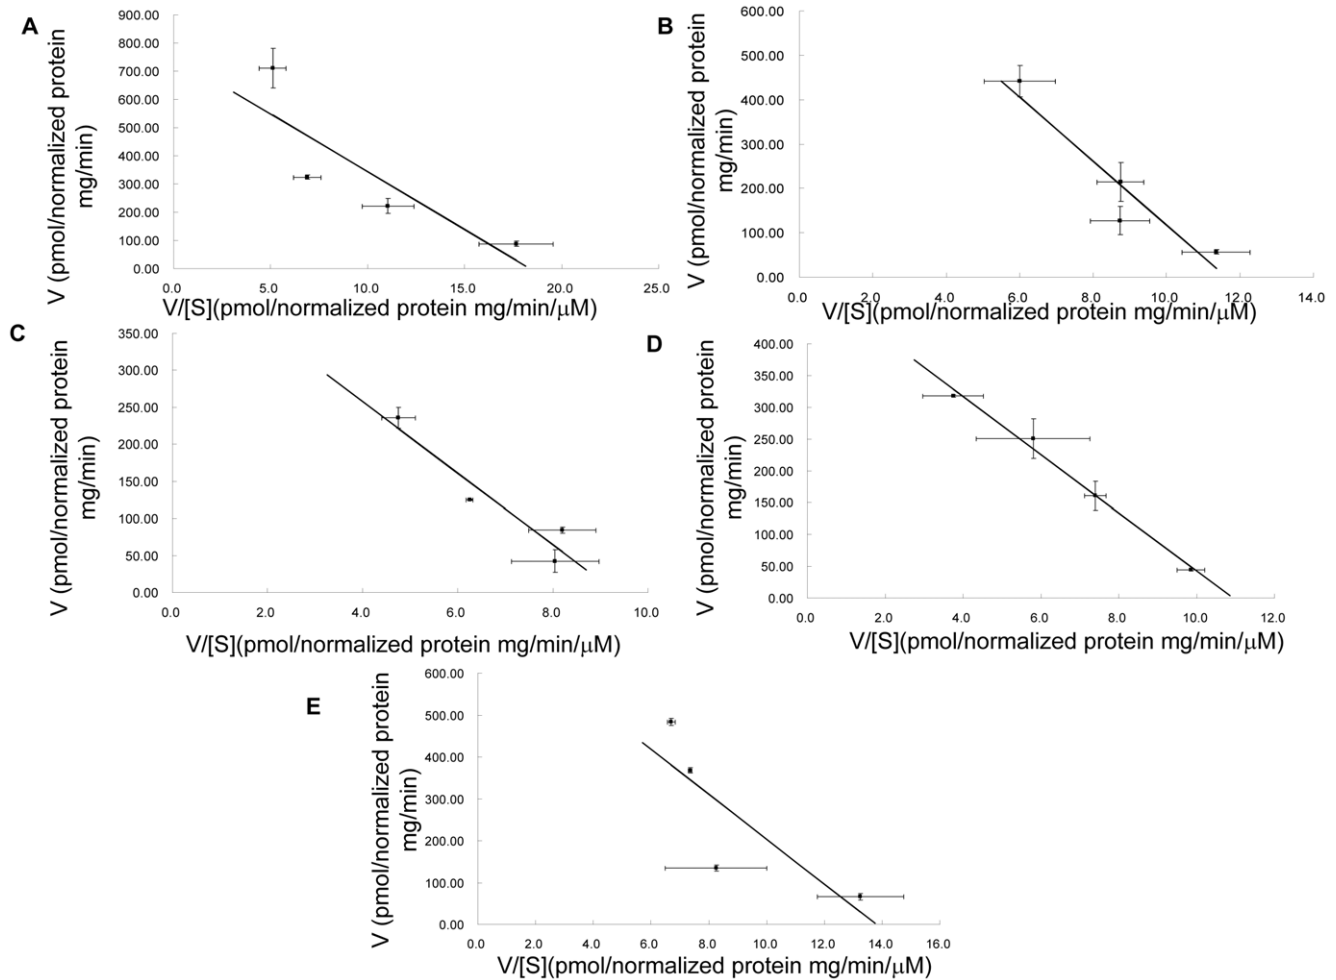 A
V (pmol/normalized protein
mg/min)
900.00
800.00
700.00
600.00
500.00
400.00
300.00
200.00
100.00
0.00
0.0 5.0 10.0 15.0 20.0 25.0
V/[S](pmol/normalized protein mg/min/μM)
B
V (pmol/normalized protein
mg/min)
600.00
500.00
400.00
300.00
200.00
100.00
0.00
0.0 2.0 4.0 6.0 8.0 10.0 12.0 14.0
V/[S](pmol/normalized protein mg/min/μM)
C
V (pmol/normalized protein
mg/min)
350.00
300.00
250.00
200.00
150.00
100.00
50.00
0.00
0.0 2.0 4.0 6.0 8.0 10.0
V/[S](pmol/normalized protein mg/min/μM)
D
V (pmol/normalized protein
mg/min)
400.00
350.00
300.00
250.00
200.00
150.00
100.00
50.00
0.00
0.0 2.0 4.0 6.0 8.0 10.0 12.0
V/[S](pmol/normalized protein mg/min/μM)
E
V (pmol/normalized protein
mg/min)
600.00
500.00
400.00
300.00
200.00
100.00
0.00
0.0 2.0 4.0 6.0 8.0 10.0 12.0 14.0 16.0
V/[S](pmol/normalized protein mg/min/μM)